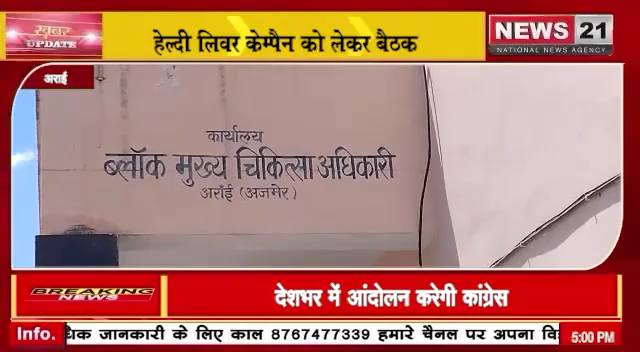 खबर
UPDATE
हेल्दी लिवर केम्पैन को लेकर बैठक
NEWS 21
NATIONAL NEWS AGENCY
अराई
कार्यालय
ब्लॉक मुख्य चिकित्सा अधिकारी
अराँई (अजमेर)
BREAKING NEWS
देशभर में आंदोलन करेगी कांग्रेस
Info.
धिक जानकारी के लिए काल 8767477339 हमारे चैनल पर अपना वि
5:00 PM